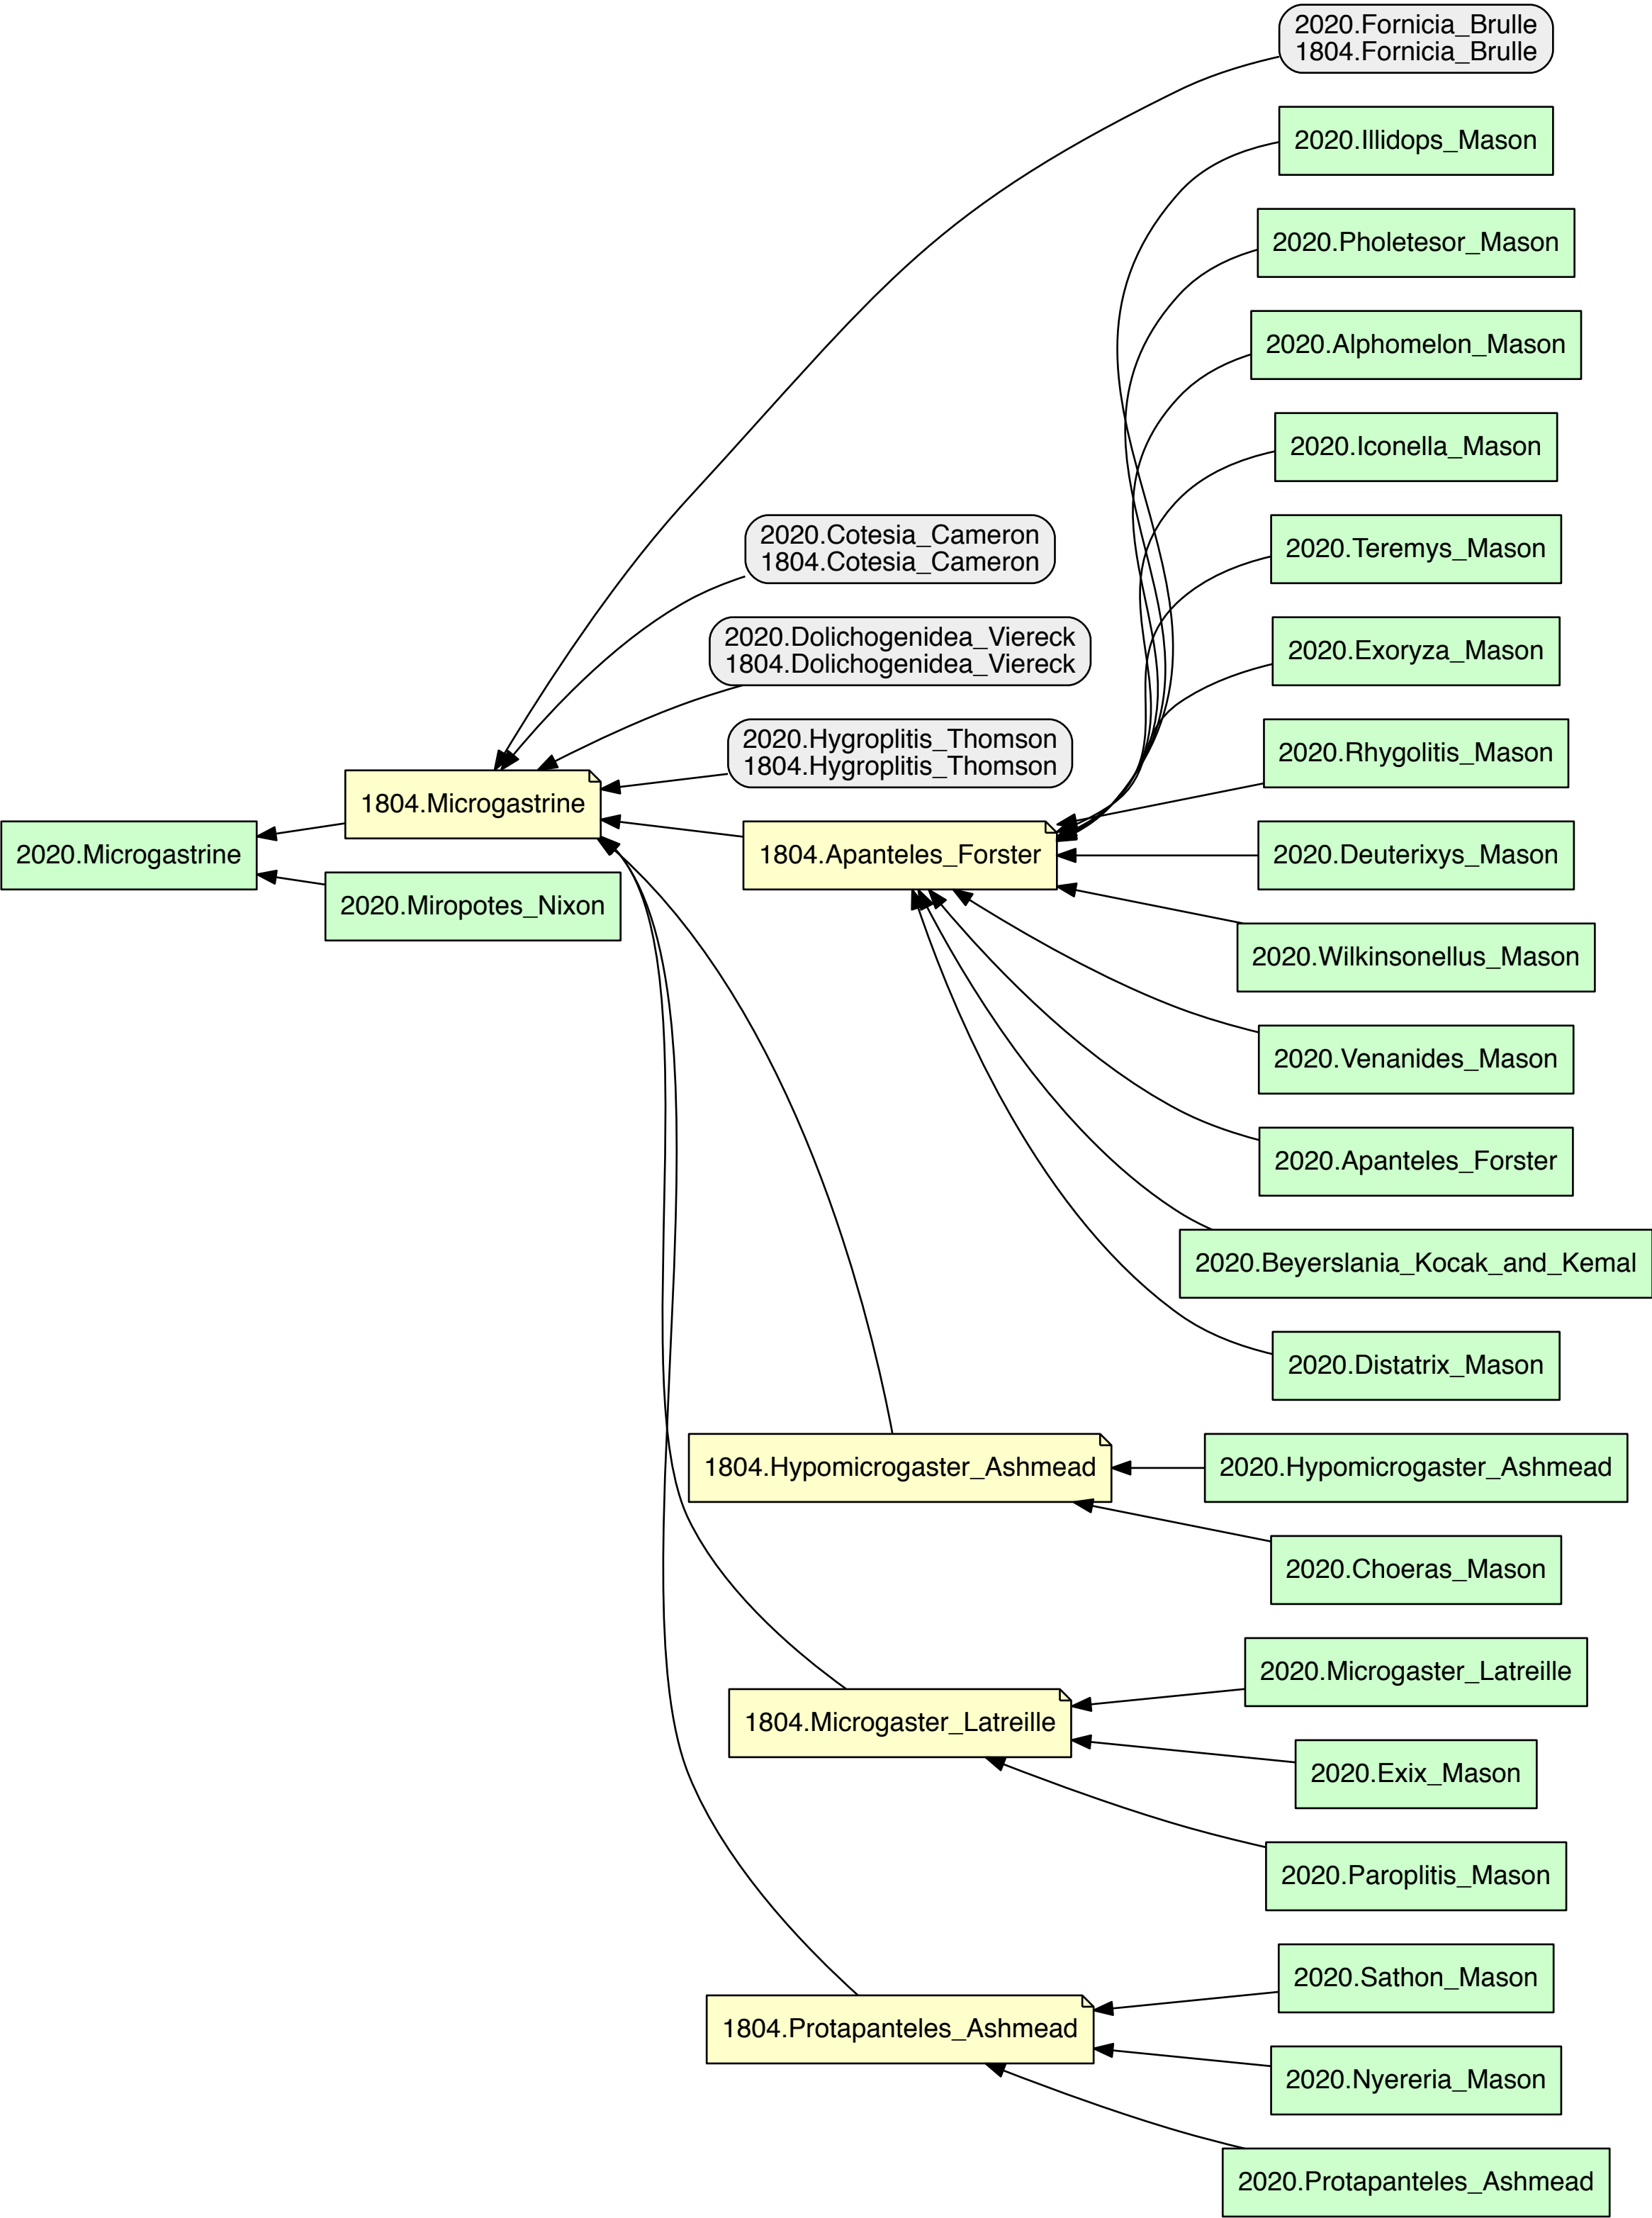 2020.Fornicia_Brulle
1804.Fornicia_Brulle
2020.Illidops_Mason
2020.Pholetesor_Mason
2020.Alphomelon_Mason
2020.Iconella_Mason
2020.Cotesia_Cameron
1804.Cotesia_Cameron
2020.Teremys_Mason
2020.Dolichogenidea_Viereck
1804.Dolichogenidea_Viereck
2020.Exoryza_Mason
2020.Hygroplitis_Thomson
1804.Hygroplitis_Thomson
2020.Rhygolitis_Mason
1804.Microgastrine
2020.Microgastrine
1804.Apanteles_Forster
2020.Deuterixys_Mason
2020.Miropotes_Nixon
2020.Wilkinsonellus_Mason
2020.Venanides_Mason
2020.Apanteles_Forster
2020.Beyerslania_Kocak_and_Kemal
2020.Distatrix_Mason
1804.Hypomicrogaster_Ashmead
2020.Hypomicrogaster_Ashmead
2020.Choeras_Mason
2020.Microgaster_Latreille
1804.Microgaster_Latreille
2020.Exix_Mason
2020.Paroplitis_Mason
2020.Sathon_Mason
1804.Protapanteles_Ashmead
2020.Nyereria_Mason
2020.Protapanteles_Ashmead